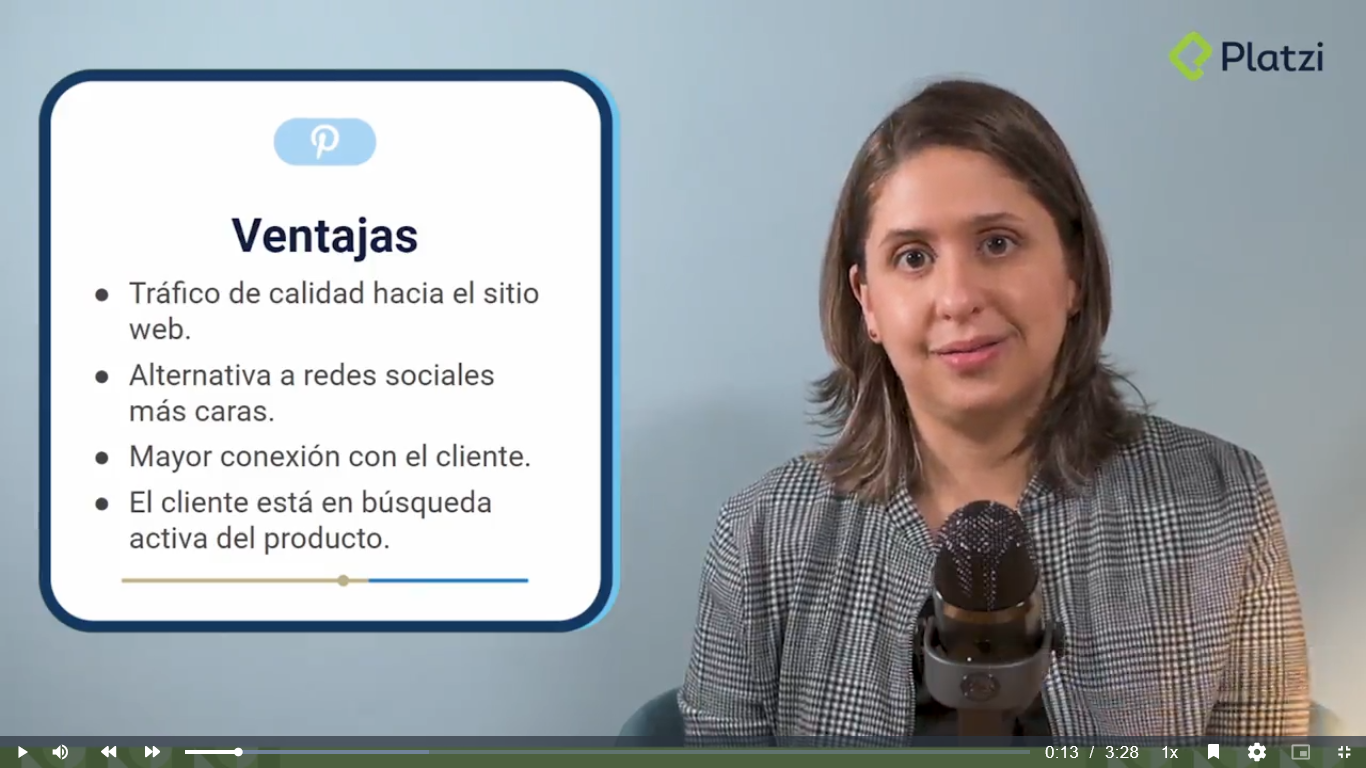 Platzi
Ventajas
● Tráfico de calidad hacia el sitio
web.
● Alternativa a redes sociales
más caras.
● Mayor conexión con el cliente.
● El cliente está en búsqueda
activa del producto.
0:13 / 3:28 1x